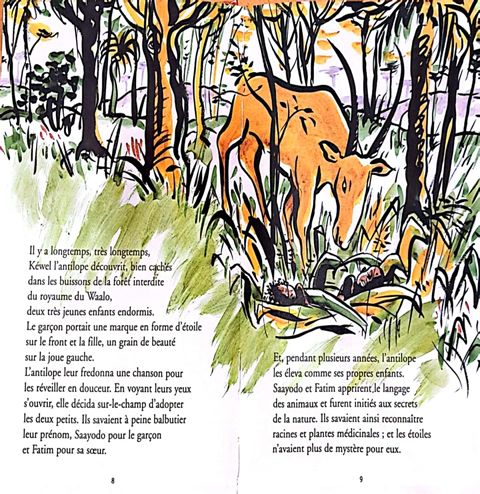 Il y a longtemps, très longtemps,
Kéwel l'antilope découvrit, bien cachés
dans les buissons de la forêt interdite
du royaume du Waalo,
deux très jeunes enfants endormis.
Le garçon portait une marque en forme d'étoile
sur le front et la fille, un grain de beauté
sur la joue gauche.
L'antilope leur fredonna une chanson pour
les réveiller en douceur. En voyant leurs yeux
s'ouvrir, elle décida sur-le-champ d'adopter
les deux petits. Ils savaient à peine balbutier
leur prénom, Saayodo pour le garçon
et Fatim pour sa sœur.
8
Et, pendant plusieurs années, l'antilope
les éleva comme ses propres enfants.
Saayodo et Fatim apprirent le langage
des animaux et furent initiés aux secrets
de la nature. Ils savaient ainsi reconnaître
racines et plantes médicinales ; et les étoiles
n'avaient plus de mystère pour eux.
9